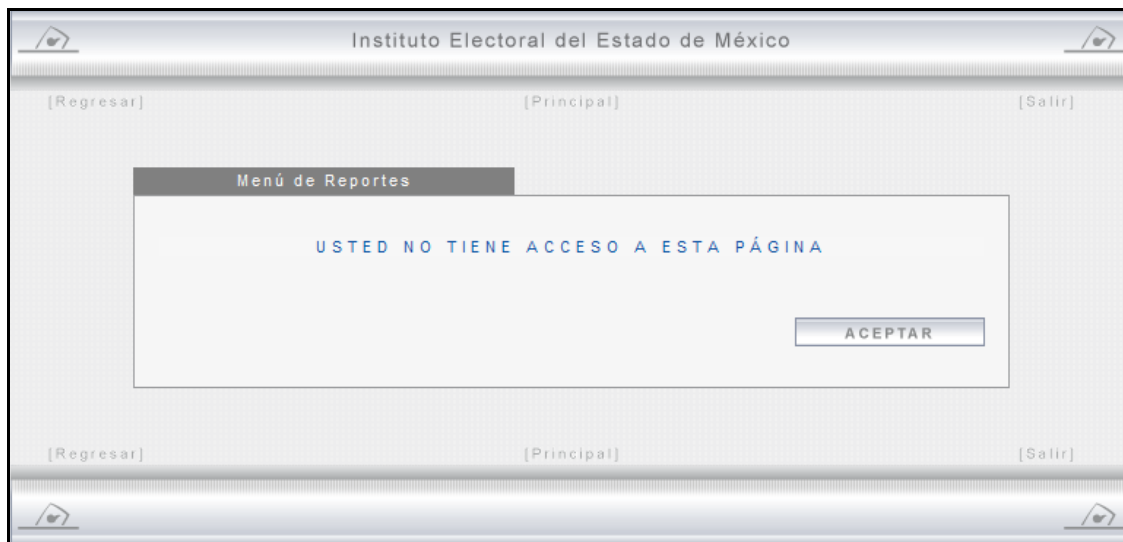 Instituto Electoral del Estado de México
[Regresar] [Principal] [Salir]
Menú de Reportes
USTED NO TIENE ACCESO A ESTA PÁGINA
ACEPTAR
[Regresar] [Principal] [Salir]